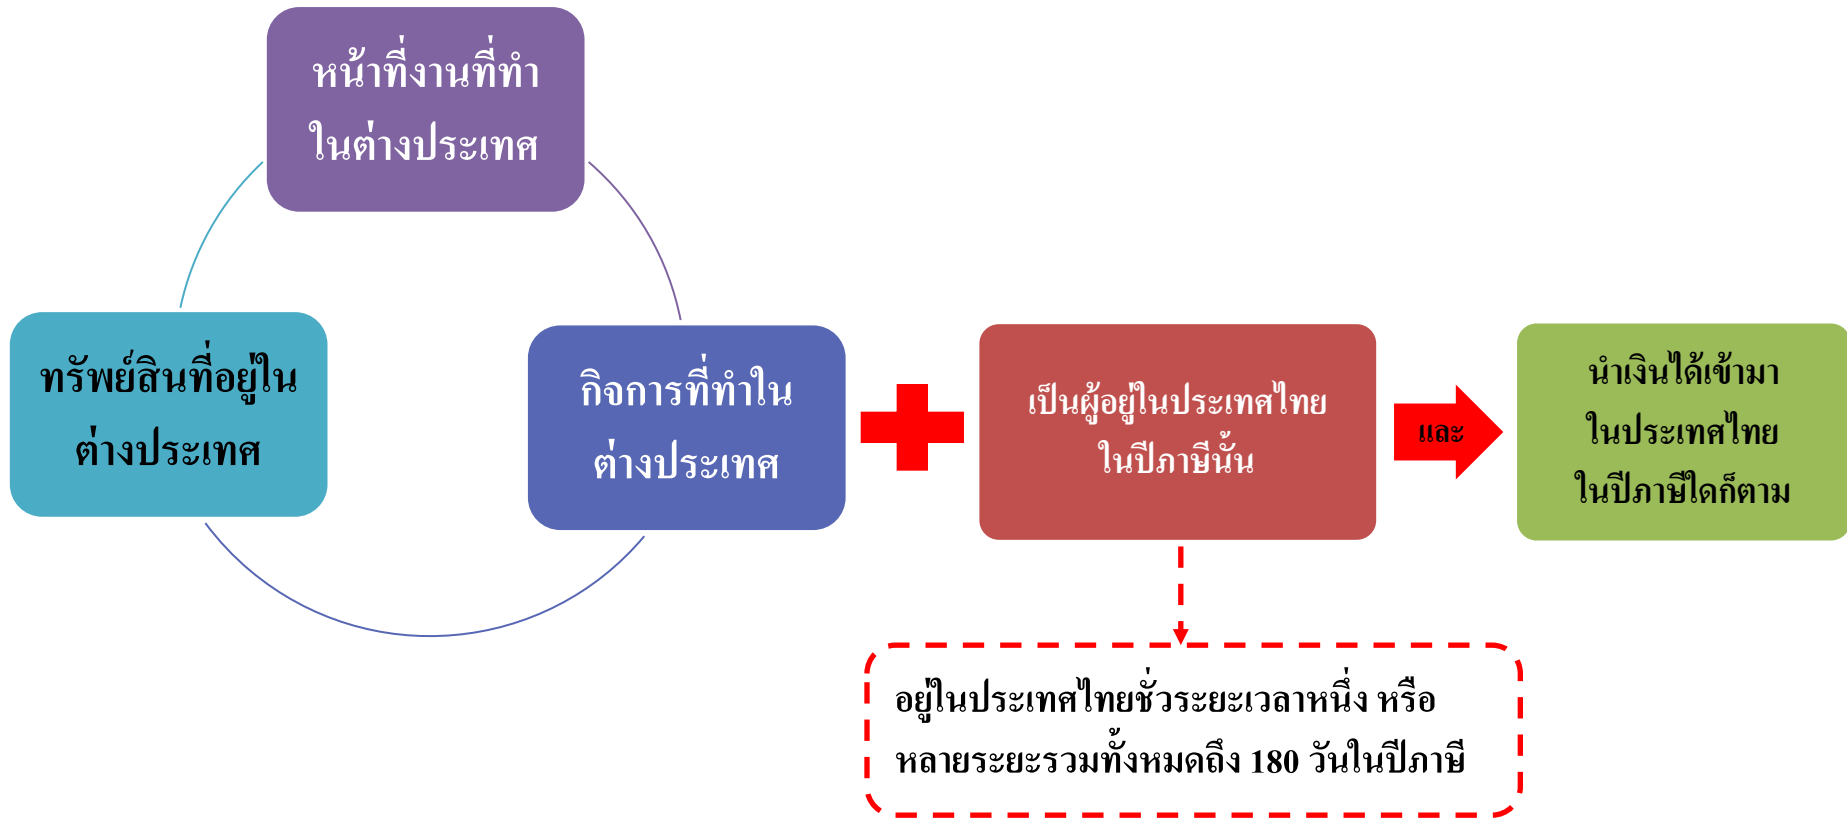 หน้าที่งานที่ทำ
ในต่างประเทศ
ทรัพย์สินที่อยู่ใน
ต่างประเทศ
กิจการที่ทำใน
ต่างประเทศ
เป็นผู้อยู่ในประเทศไทย
ในปีภาษีนั้น
และ
นำเงินได้เข้ามา
ในประเทศไทย
ในปีภาษีใดก็ตาม
อยู่ในประเทศไทยชั่วระยะเวลาหนึ่ง หรือ
หลายระยะรวมทั้งหมดถึง 180 วันในปีภาษี